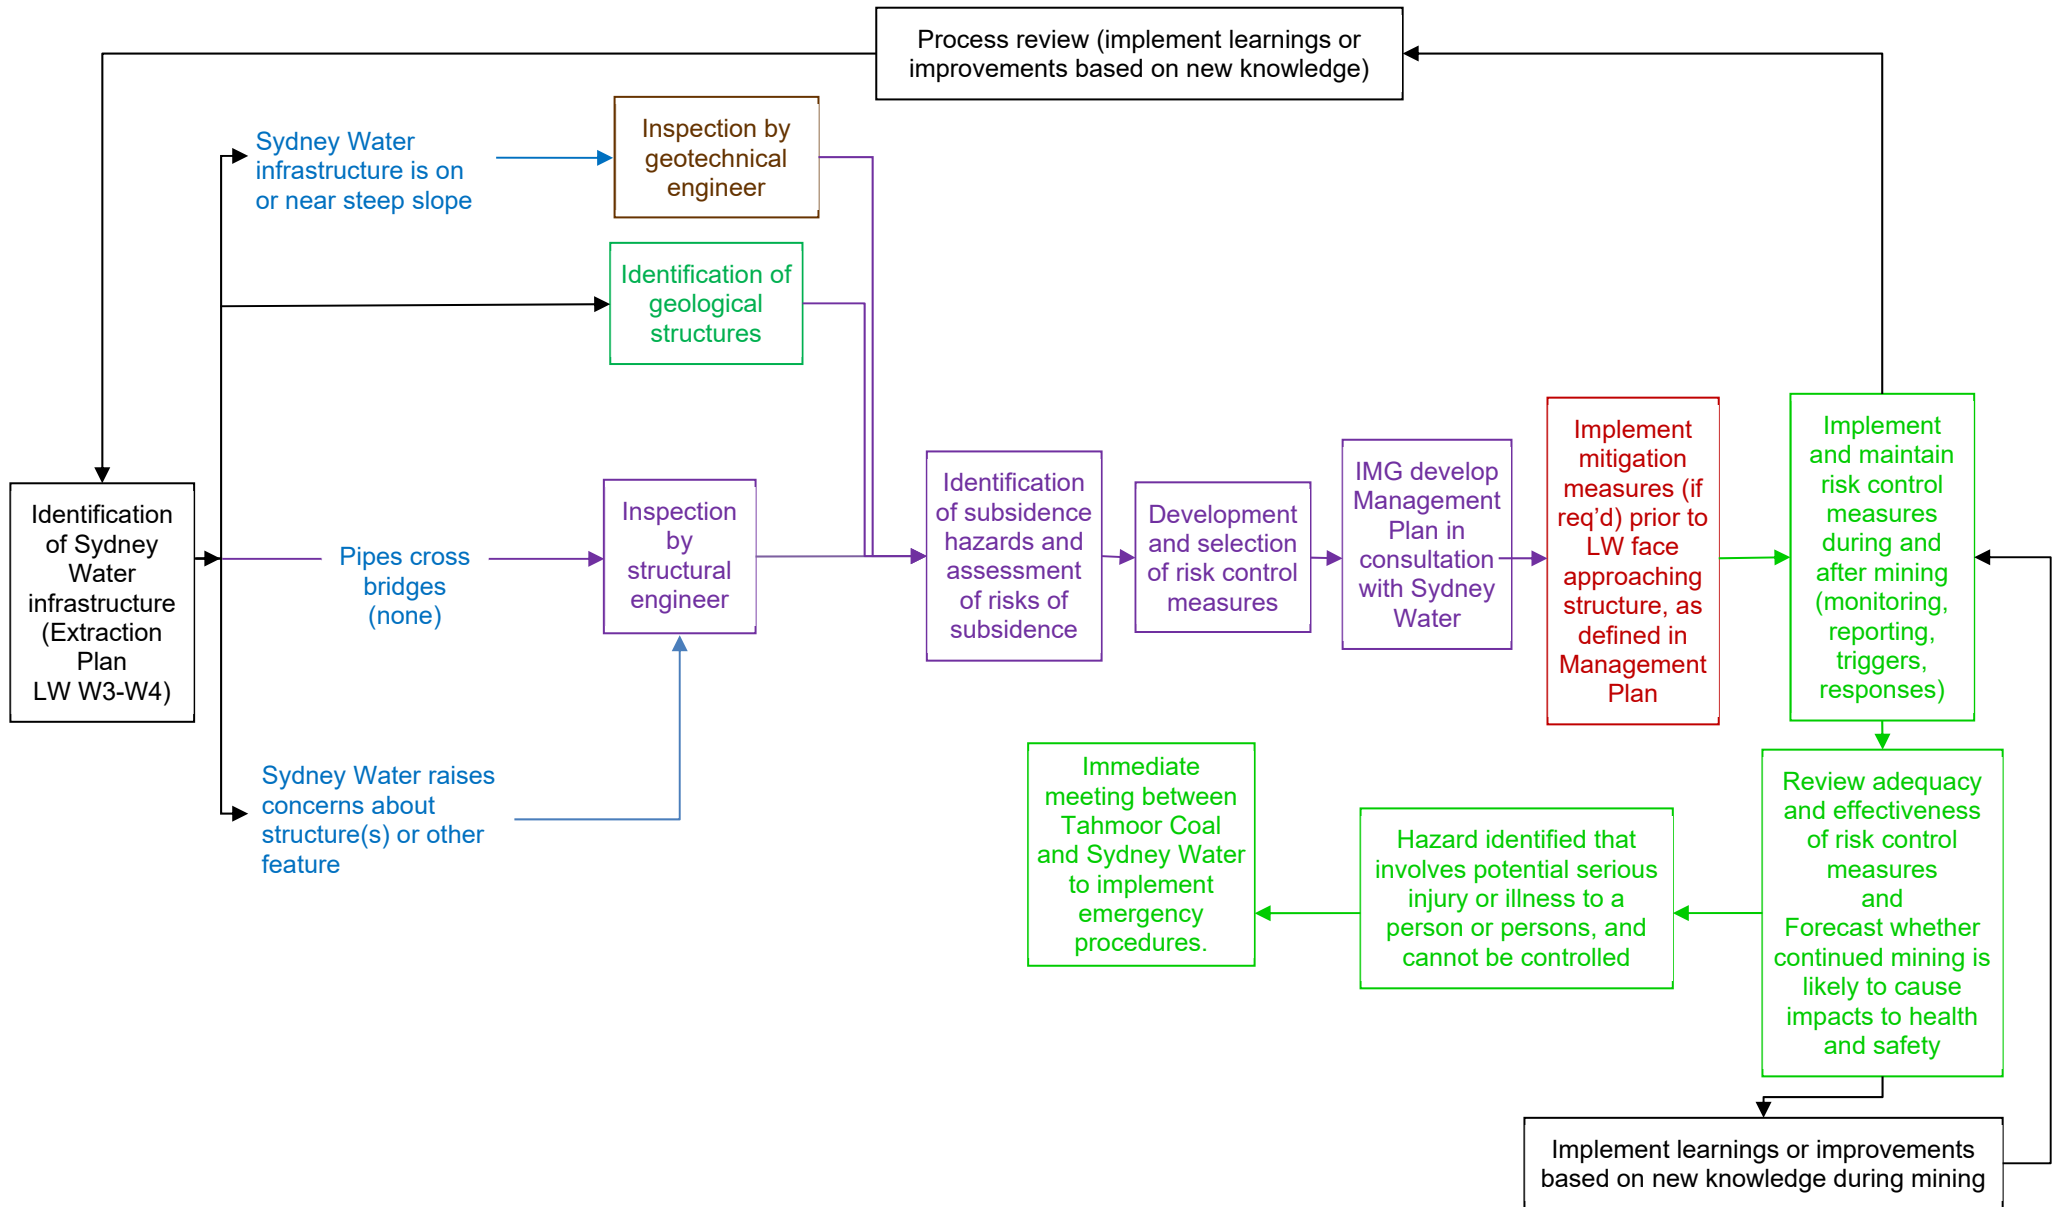 Process review (implement learnings or
improvements based on new knowledge)
Sydney Water
infrastructure is on
or near steep slope
Inspection by
geotechnical
engineer
Identification of
geological
structures
Identification
of Sydney
Water
infrastructure
(Extraction
Plan
LW W3-W4)
Pipes cross
bridges
(none)
Inspection
by
structural
engineer
Sydney Water raises
concerns about
structure(s) or other
feature
Identification
of subsidence
hazards and
assessment
of risks of
subsidence
Development
and selection
of risk control
measures
IMG develop
Management
Plan in
consultation
with Sydney
Water
Implement
mitigation
measures (if
req’d) prior to
LW face
approaching
structure, as
defined in
Management
Plan
Implement
and maintain
risk control
measures
during and
after mining
(monitoring,
reporting,
triggers,
responses)
Review adequacy
and effectiveness
of risk control
measures
and
Forecast whether
continued mining is
likely to cause
impacts to health
and safety
Hazard identified that
involves potential serious
injury or illness to a
person or persons, and
cannot be controlled
Immediate
meeting between
Tahmoor Coal
and Sydney Water
to implement
emergency
procedures.
Implement learnings or improvements
based on new knowledge during mining